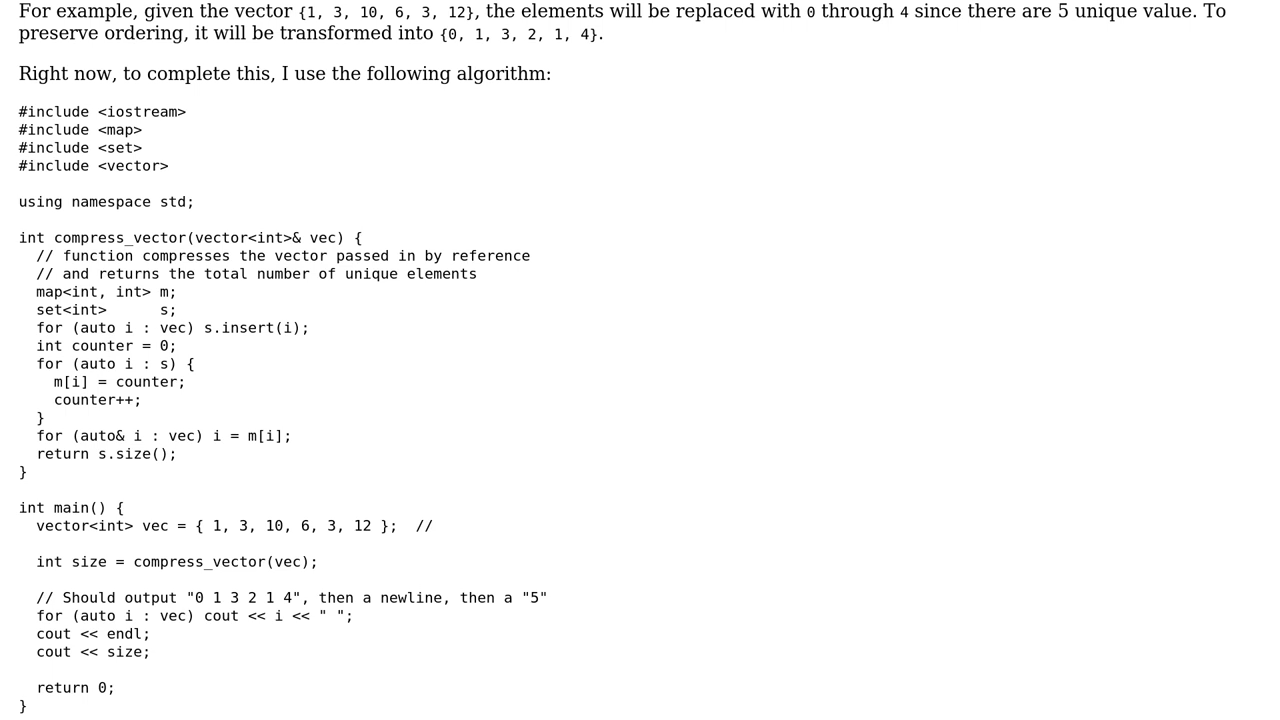 For example, given the vector {1, 3, 10, 6, 3, 12}, the elements will be replaced with 0 through 4 since there are 5 unique value. To
preserve ordering, it will be transformed into {0, 1, 3, 2, 1, 4}.
Right now, to complete this, I use the following algorithm:
#include <iostream>
#include <map>
#include <set>
#include <vector>
using namespace std;
int compress_vector(vector<int>& vec) {
  // function compresses the vector passed in by reference
  // and returns the total number of unique elements
  map<int, int> m;
  set<int>      s;
  for (auto i : vec) s.insert(i);
  int counter = 0;
  for (auto i : s) {
    m[i] = counter;
    counter++;
  }
  for (auto& i : vec) i = m[i];
  return s.size();
}
int main() {
  vector<int> vec = { 1, 3, 10, 6, 3, 12 };  //
  int size = compress_vector(vec);
  // Should output "0 1 3 2 1 4", then a newline, then a "5"
  for (auto i : vec) cout << i << " ";
  cout << endl;
  cout << size;
  return 0;
}